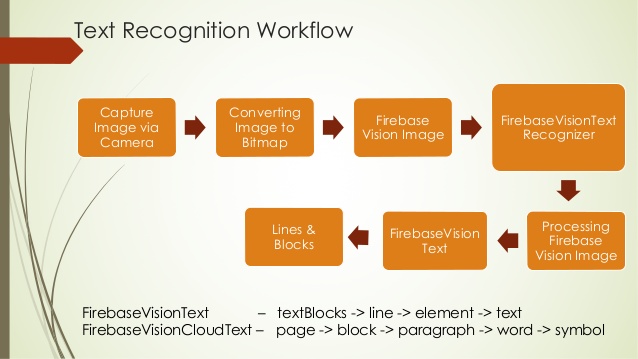 Text Recognition Workflow
Capture
Image via
Camera
Converting
Image to
Bitmap
Firebase
Vision Image
FirebaseVisionText
Recognizer
Processing
Firebase
Vision Image
FirebaseVision
Text
Lines &
Blocks
FirebaseVisionText – textBlocks -> line -> element -> text
FirebaseVisionCloudText – page -> block -> paragraph -> word -> symbol